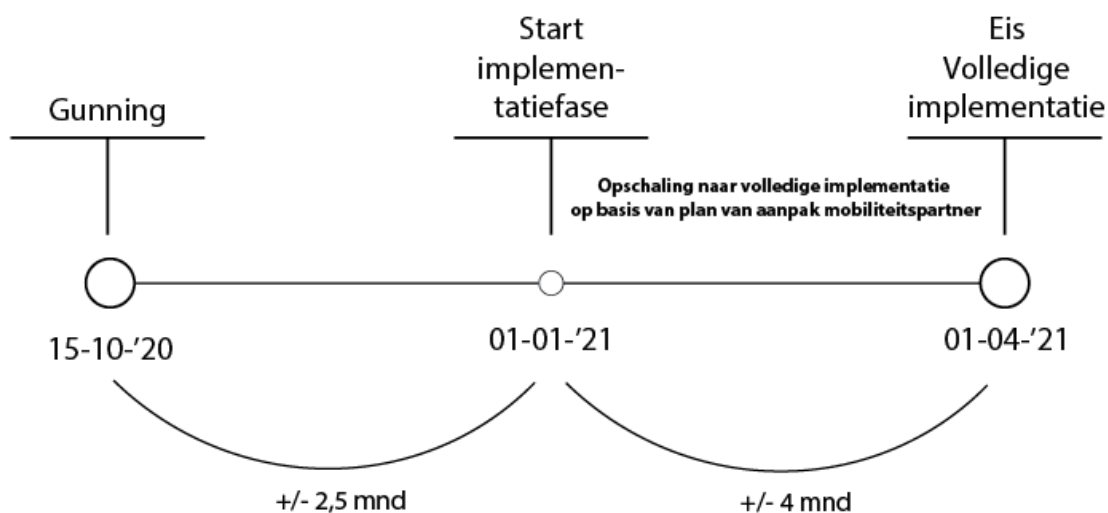 Gunning
Start
implemen-
tatiefase
Eis
Volledige
implementatie
Opschaling naar volledige implementatie
op basis van plan van aanpak mobiliteitspartner
15-10-'20
01-01-'21
01-04-'21
+/- 2,5 mnd
+/- 4 mnd